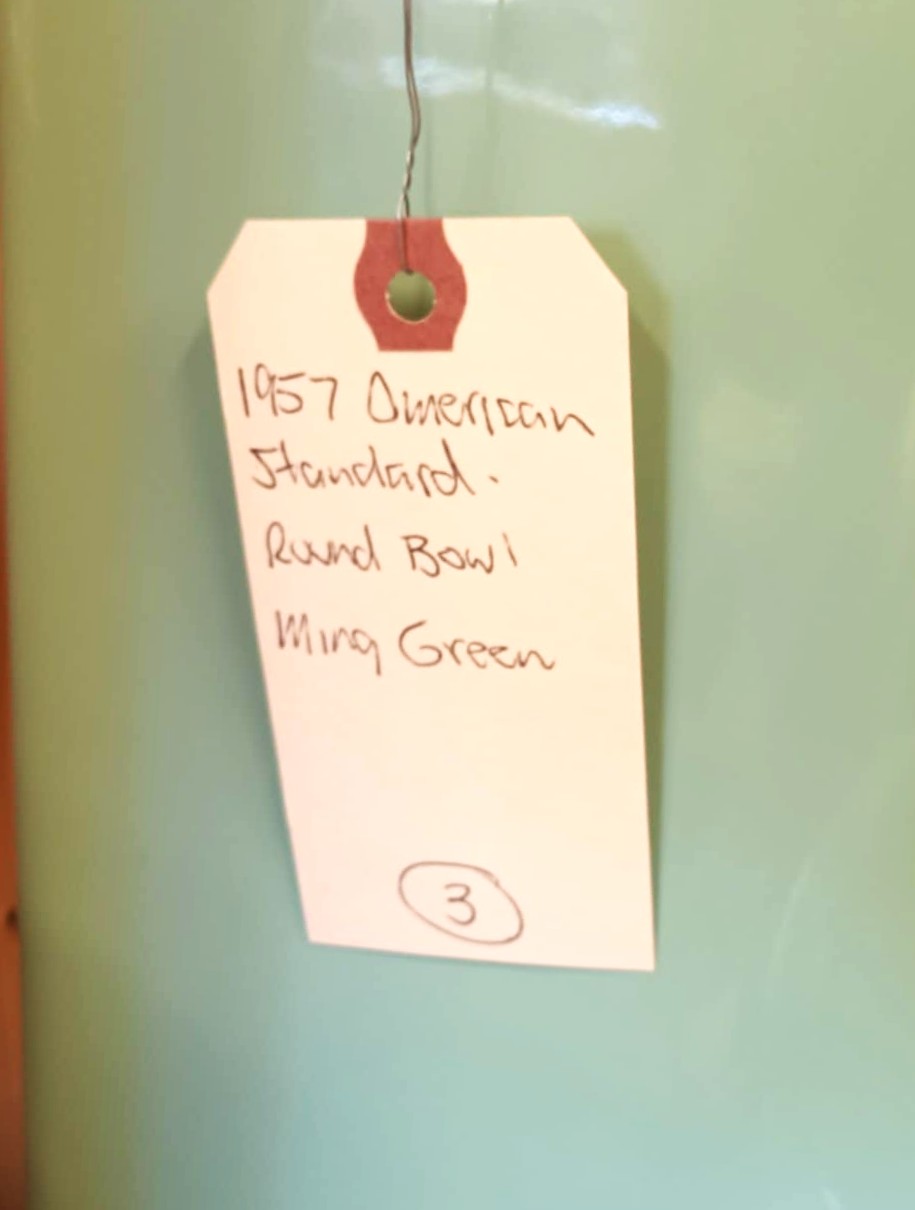 1957 American
Standard.
Round Bowl
Ming Green
3